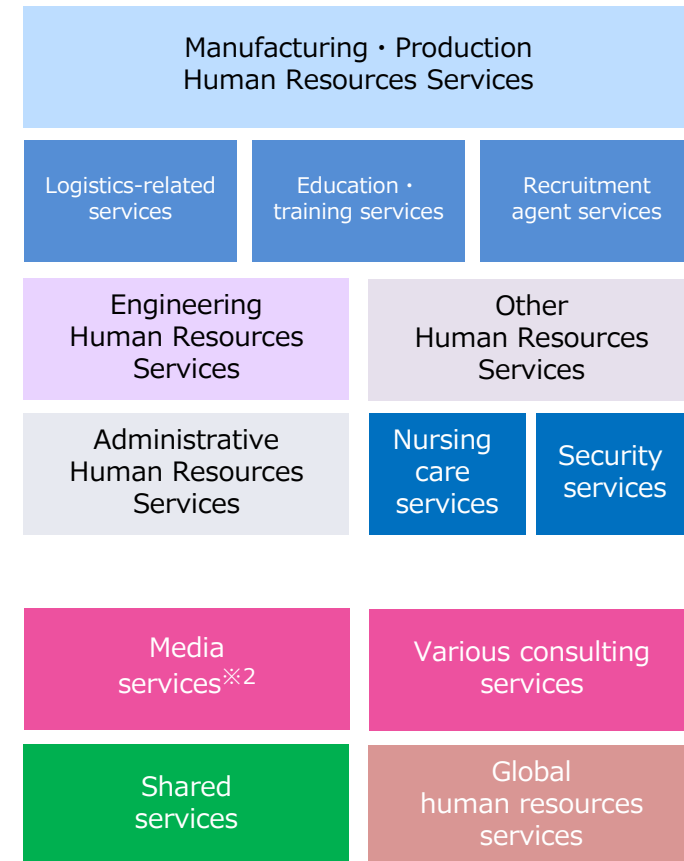 Manufacturing・Production
Human Resources Services
Logistics-related
services
Education・
training services
Recruitment
agent services
Engineering
Human Resources
Services
Other
Human Resources
Services
Administrative
Human Resources
Services
Nursing
care
services
Security
services
Media
services※2
Various consulting
services
Shared
services
Global
human resources
services